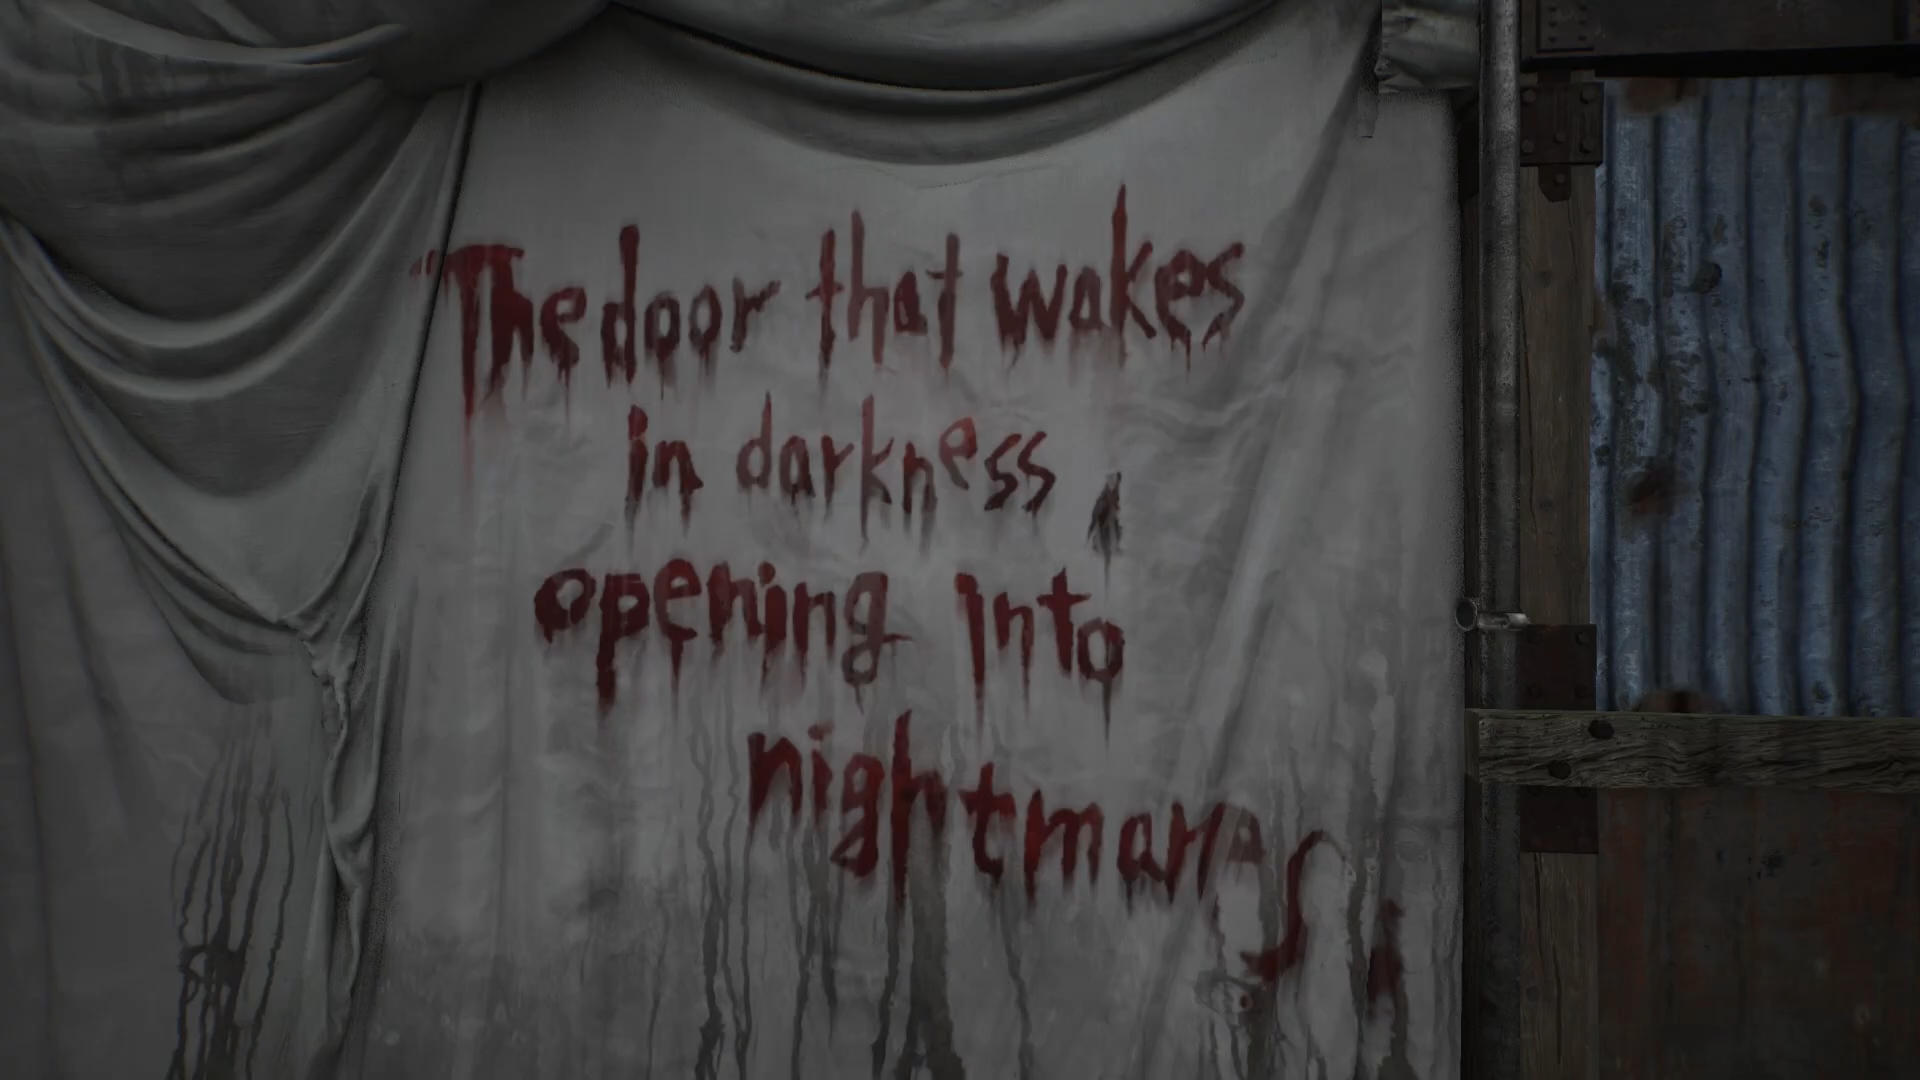 "The door that wakes
in darkness,
opening into
nightmares.